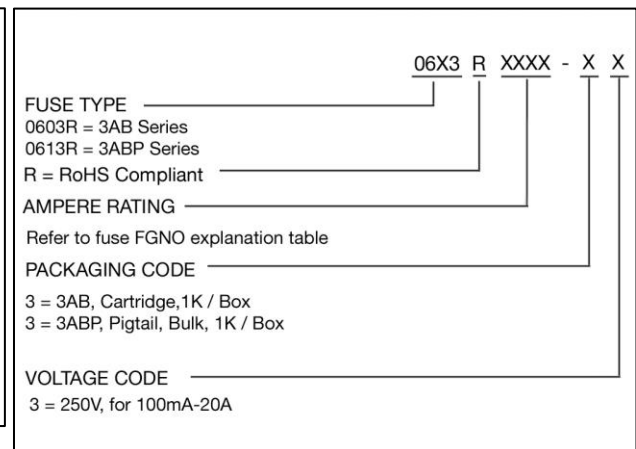 06X3 R XXXX - X X
FUSE TYPE
0603R = 3AB Series
0613R = 3ABP Series
R = RoHS Compliant
AMPERE RATING
Refer to fuse FGNO explanation table
PACKAGING CODE
3 = 3AB, Cartridge,1K / Box
3 = 3ABP, Pigtail, Bulk, 1K / Box
VOLTAGE CODE
3 = 250V, for 100mA-20A